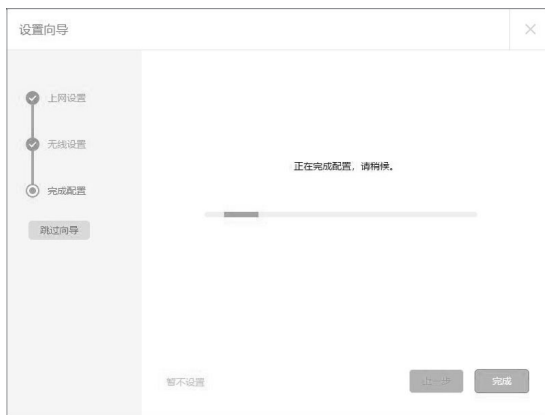 设置向导
上网设置
无线设置
完成配置
跳过向导
正在完成配置，请稍候。
暂不设置
上一步
完成